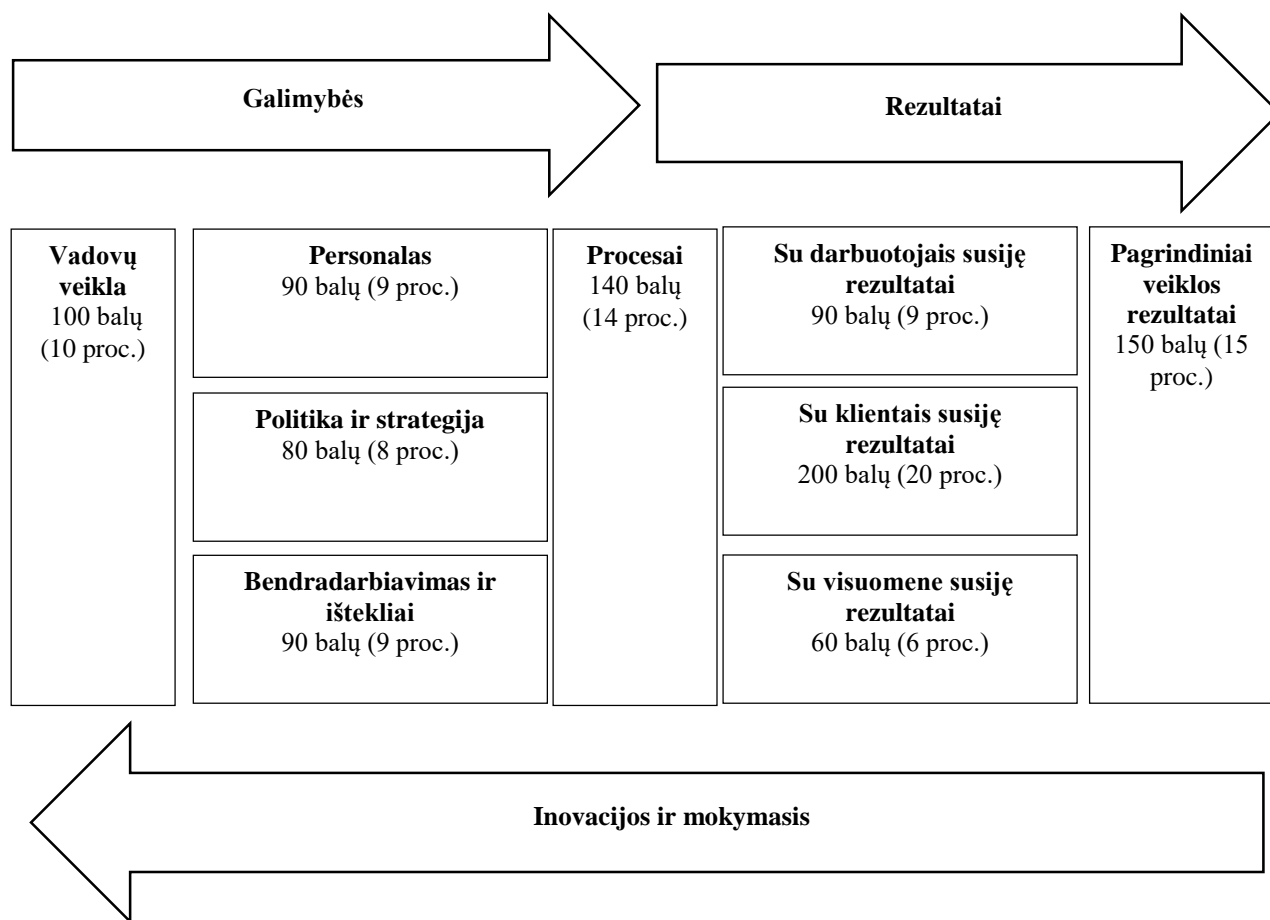 Galimybės
Rezultatai
Vadovų
veikla
100 balų
(10 proc.)
Personalas
90 balų (9 proc.)
Politika ir strategija
80 balų (8 proc.)
Bendradarbiavimas ir
ištekliai
90 balų (9 proc.)
Procesai
140 balų
(14 proc.)
Su darbuotojais susiję
rezultatai
90 balų (9 proc.)
Su klientais susiję
rezultatai
200 balų (20 proc.)
Su visuomene susiję
rezultatai
60 balų (6 proc.)
Pagrindiniai
veiklos
rezultatai
150 balų (15
proc.)
Inovacijos ir mokymasis